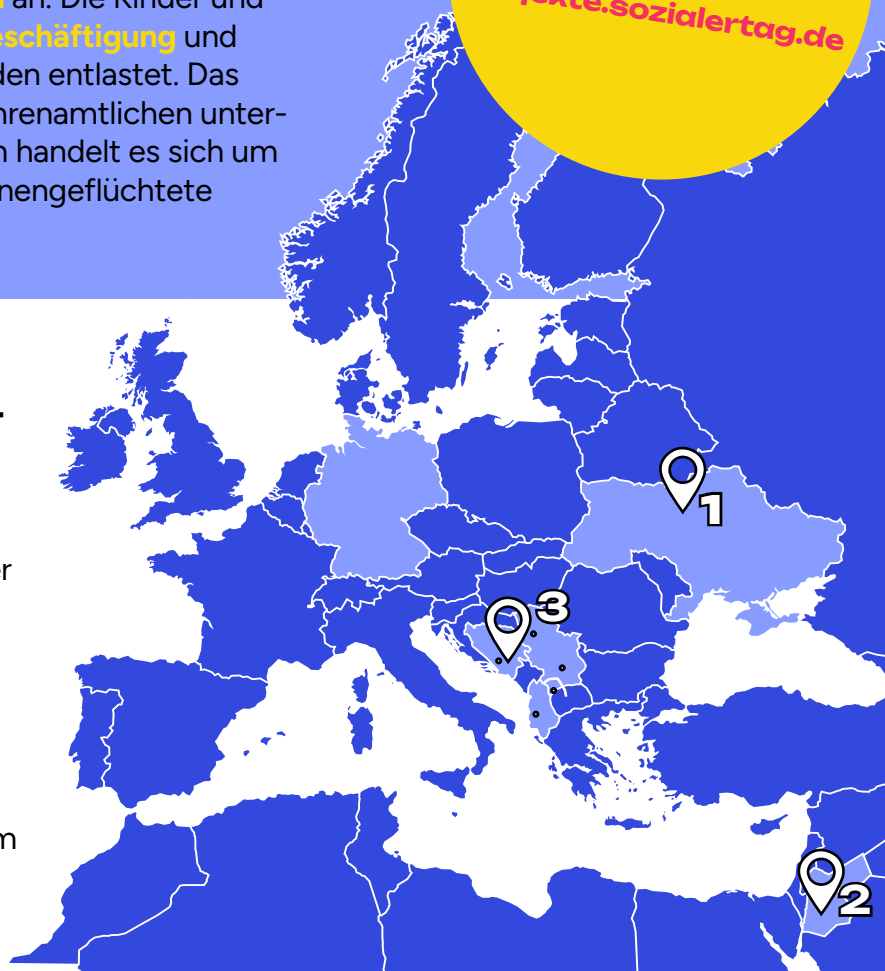 an. Die Kinder und
eschäftigung und
den entlastet. Das
hrenamtlichen unter-
n handelt es sich um
nengeflüchtete
jekte.sozialertag.de
1
er
3
m
2